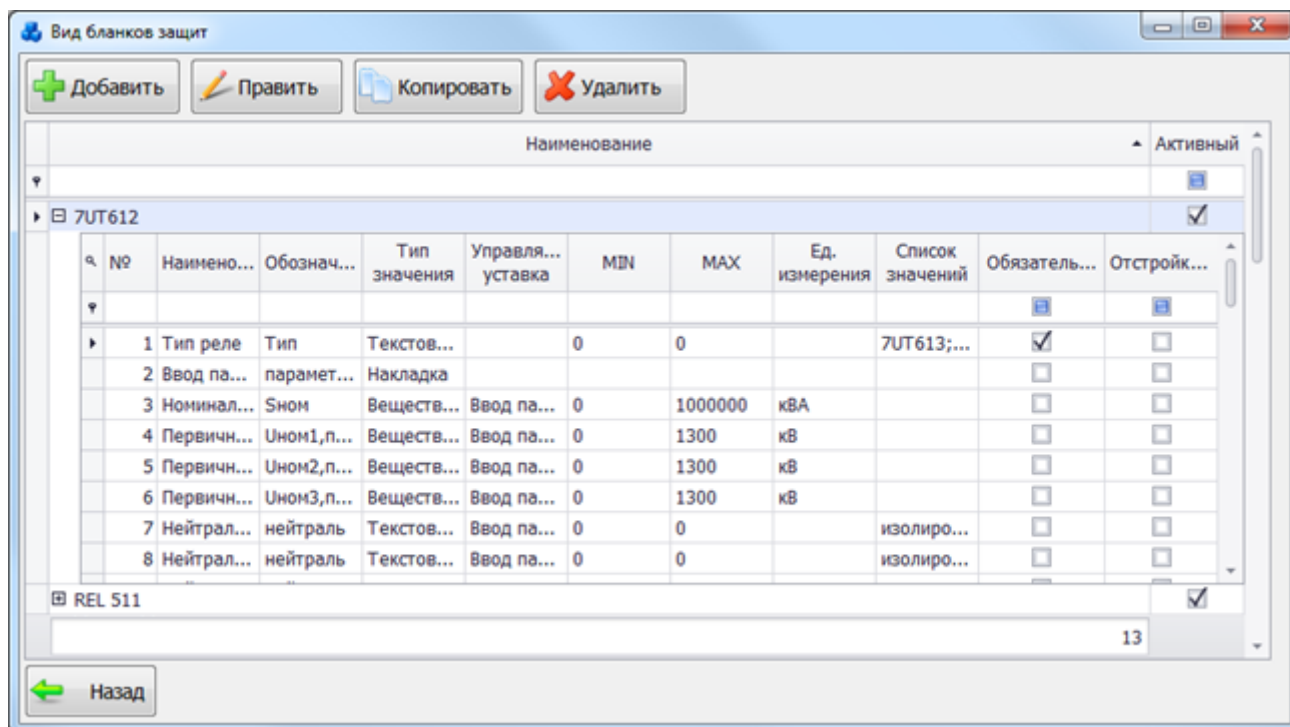 Вид бланков защит
Добавить Править Копировать Удалить
Наименование Активный
7UT612
№ Наимено... Обознач... Тип значения Управля... уставка MIN MAX Ед. измерения Список значений Обязатель... Отстройк...
1 Тип реле Тип Текстов... 0 0 7UT613;...
2 Ввод па... парамет... Накладка
3 Номинал... Sном Веществ... Ввод па... 0 1000000 кВА
4 Первичн... Uном1,п... Веществ... Ввод па... 0 1300 кВ
5 Первичн... Uном2,п... Веществ... Ввод па... 0 1300 кВ
6 Первичн... Uном3,п... Веществ... Ввод па... 0 1300 кВ
7 Нейтрал... нейтраль Текстов... Ввод па... 0 0 изолиро...
8 Нейтрал... нейтраль Текстов... Ввод па... 0 0 изолиро...
REL 511
13
Назад